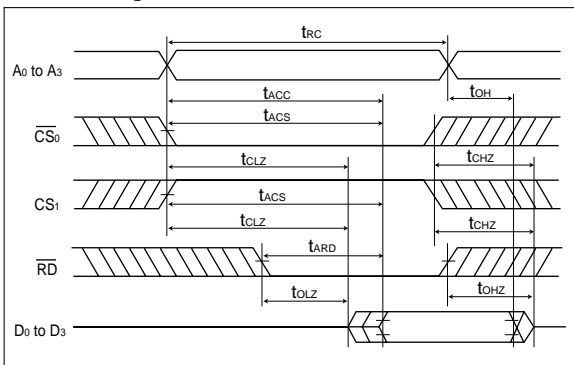 tRC
A0 to A3
tACC
tOH
tACS
CS0
tCLZ
tCHZ
CS1
tACS
tCLZ
tCHZ
tARD
RD
tOLZ
tOHZ
D0 to D3